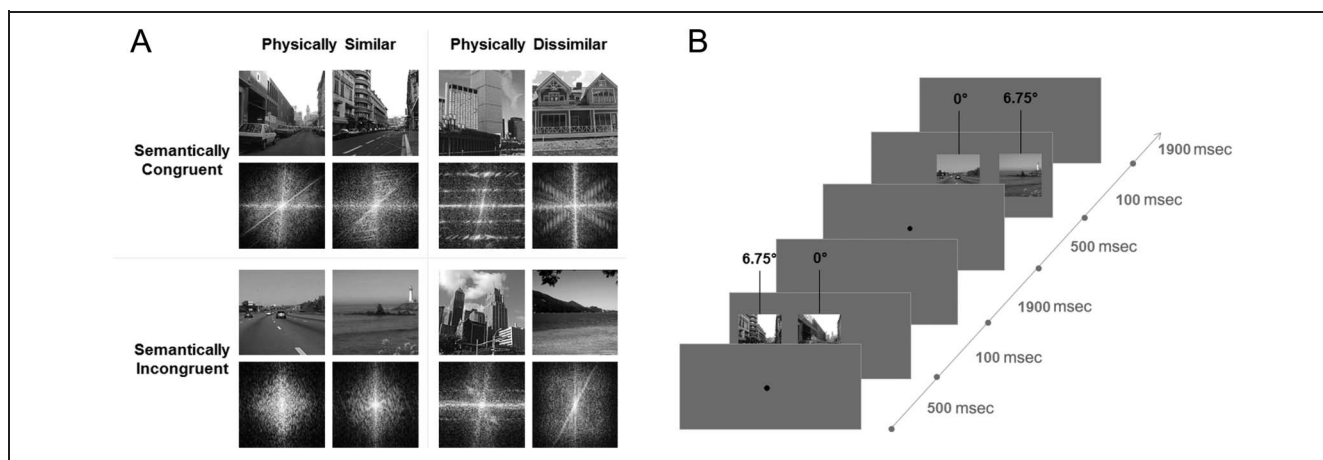 A
Physically Similar
Physically Dissimilar
Semantically
Congruent
Semantically
Incongruent
B
0°
6.75°
6.75°
0°
1900 msec
100 msec
500 msec
1900 msec
100 msec
500 msec